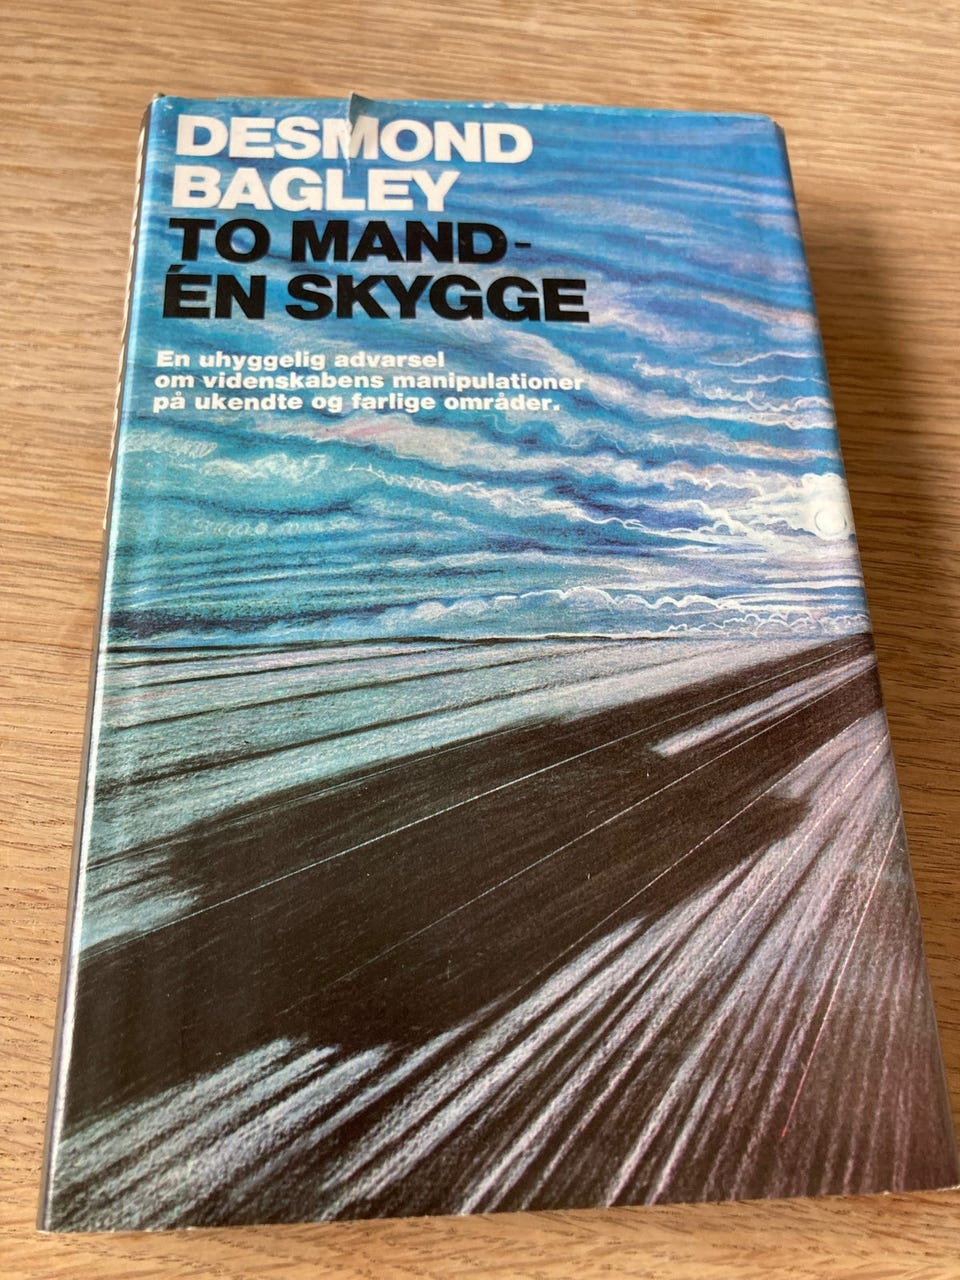 DESMOND
BAGLEY
TO MAND-
ÉN SKYGGE
En uhyggelig advarsel
om videnskabens manipulationer
på ukendte og farlige områder.